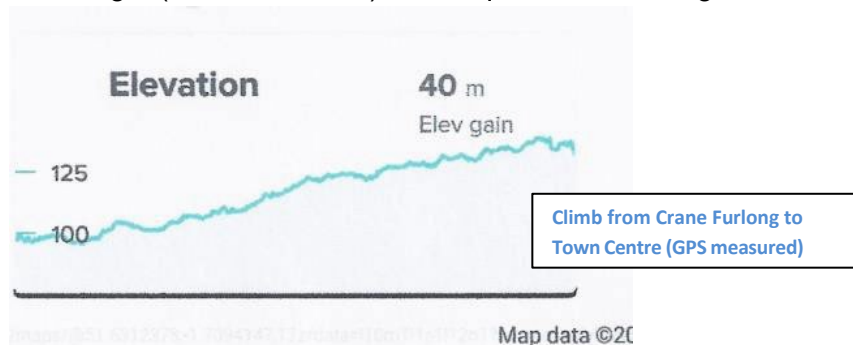 Elevation
40 m
Elev gain
125
100
Climb from Crane Furlong to
Town Centre (GPS measured)
Map data ©20